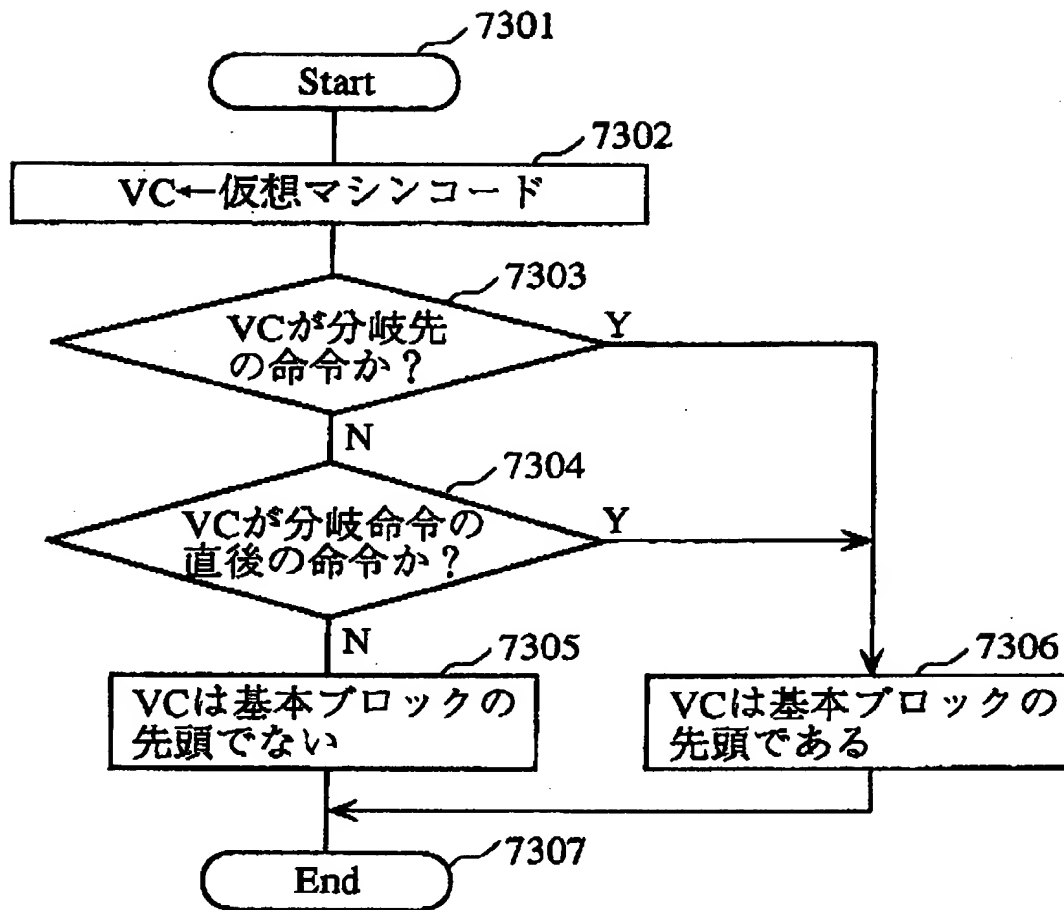 7301
Start
7302
VC←仮想マシンコード
7303
VCが分岐先
の命令か？
Y
N
7304
VCが分岐命令の
直後の命令か？
Y
N
7305
VCは基本ブロックの
先頭でない
7306
VCは基本ブロックの
先頭である
7307
End